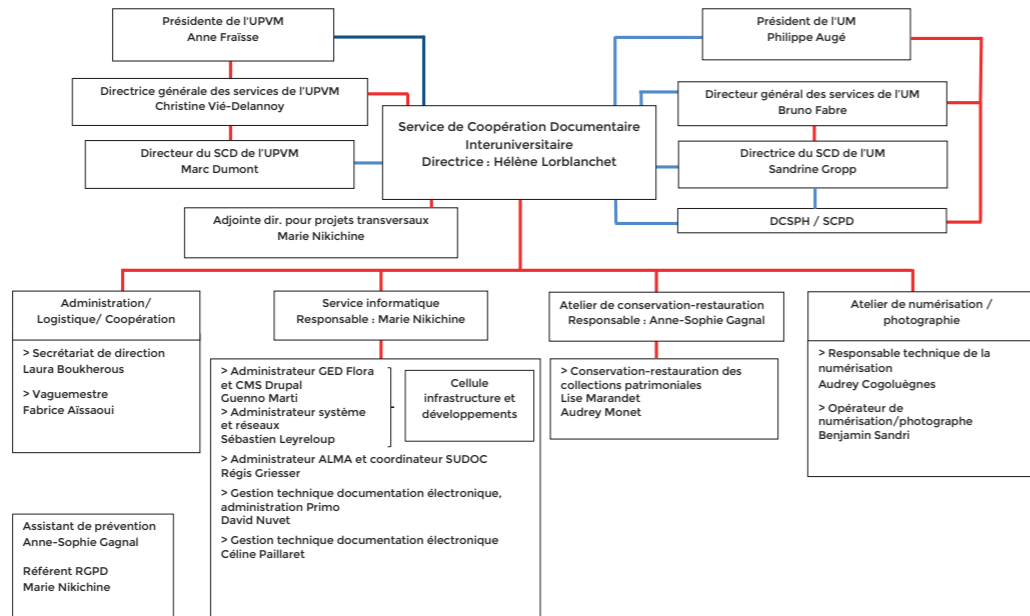 Présidente de l'UPVM
Anne Fraïsse
Président de l'UM
Philippe Augé
Directrice générale des services de l'UPVM
Christine Vié-Delannoy
Directeur général des services de l'UM
Bruno Fabre
Service de Coopération Documentaire
Interuniversitaire
Directrice : Hélène Lorblanchet
Directeur du SCD de l'UPVM
Marc Dumont
Directrice du SCD de l'UM
Sandrine Gropp
Adjointe dir. pour projets transversaux
Marie Nikichine
DCSPH / SCPD
Administration/
Logistique/ Coopération
> Secrétariat de direction
Laura Boukherous
> Vaguemestre
Fabrice Aïssaoui
Service informatique
Responsable : Marie Nikichine
> Administrateur GED Flora
et CMS Drupal
Guenno Marti
> Administrateur système
et réseaux
Sébastien Leyreloup
Cellule
infrastructure et
développements
> Administrateur ALMA et coordinateur SUDOC
Régis Griesser
> Gestion technique documentation électronique,
administration Primo
David Nuvet
> Gestion technique documentation électronique
Céline Paillaret
Atelier de conservation-restauration
Responsable : Anne-Sophie Gagnal
> Conservation-restauration des
collections patrimoniales
Lise Marandet
Audrey Monet
Atelier de numérisation /
photographie
> Responsable technique de la
numérisation
Audrey Cogoluègnes
> Opérateur de
numérisation/photographe
Benjamin Sandri
Assistant de prévention
Anne-Sophie Gagnal
Référent RGPD
Marie Nikichine